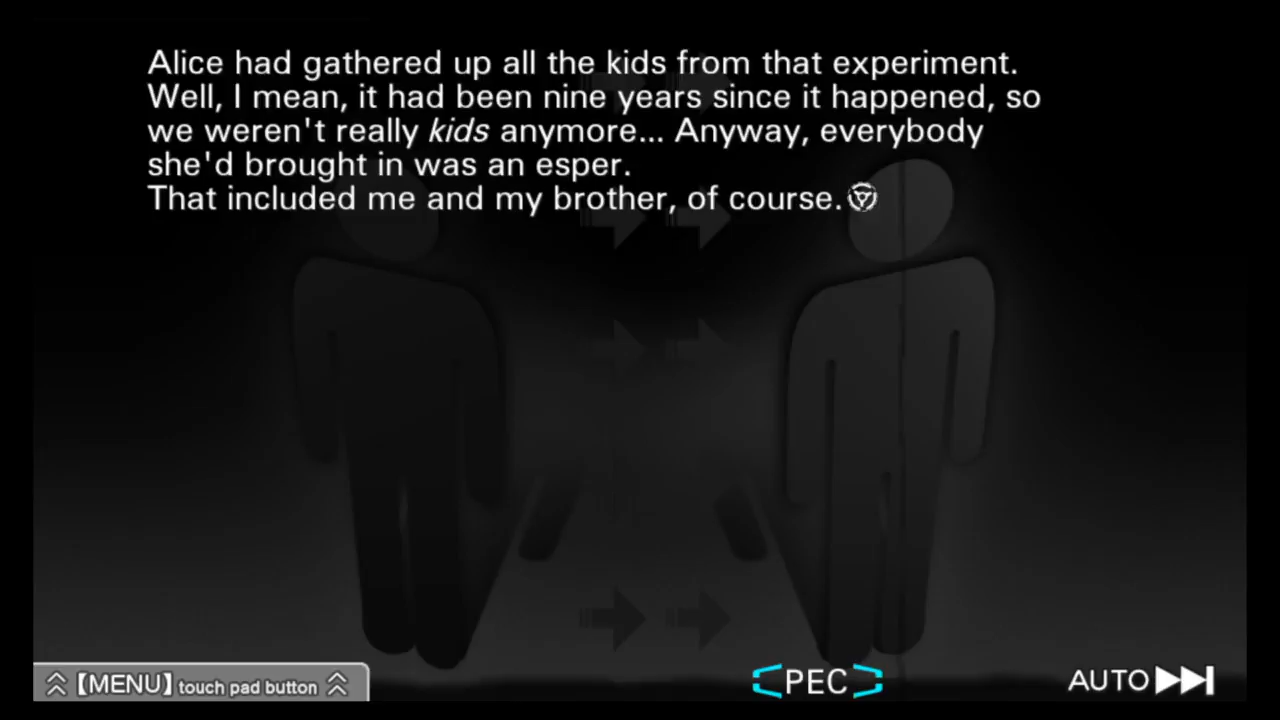 Alice had gathered up all the kids from that experiment.
Well, I mean, it had been nine years since it happened, so
we weren't really kids anymore... Anyway, everybody
she'd brought in was an esper.
That included me and my brother, of course.
【MENU】touch pad button
PEC
AUTO